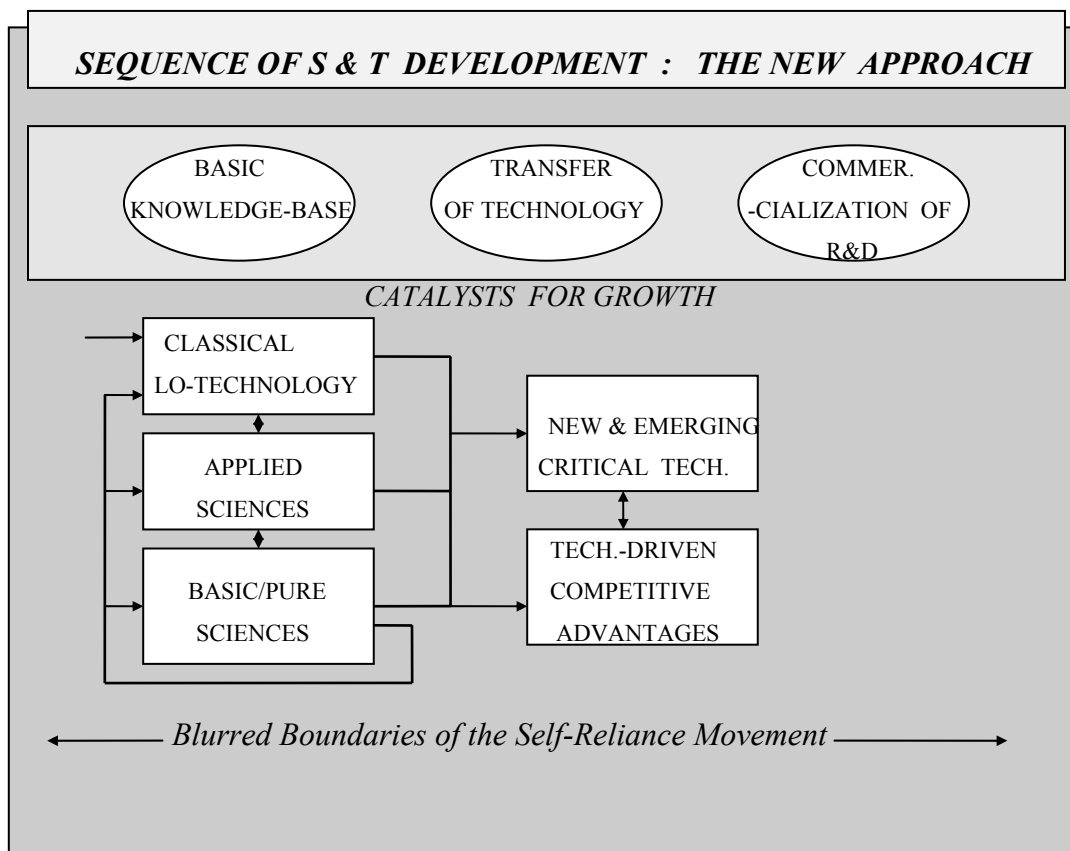 SEQUENCE OF S & T DEVELOPMENT : THE NEW APPROACH
BASIC
KNOWLEDGE-BASE
TRANSFER
OF TECHNOLOGY
COMMER.
-CIALIZATION OF
R&D
CATALYSTS FOR GROWTH
CLASSICAL
LO-TECHNOLOGY
APPLIED
SCIENCES
BASIC/PURE
SCIENCES
NEW & EMERGING
CRITICAL TECH.
TECH.-DRIVEN
COMPETITIVE
ADVANTAGES
Blurred Boundaries of the Self-Reliance Movement